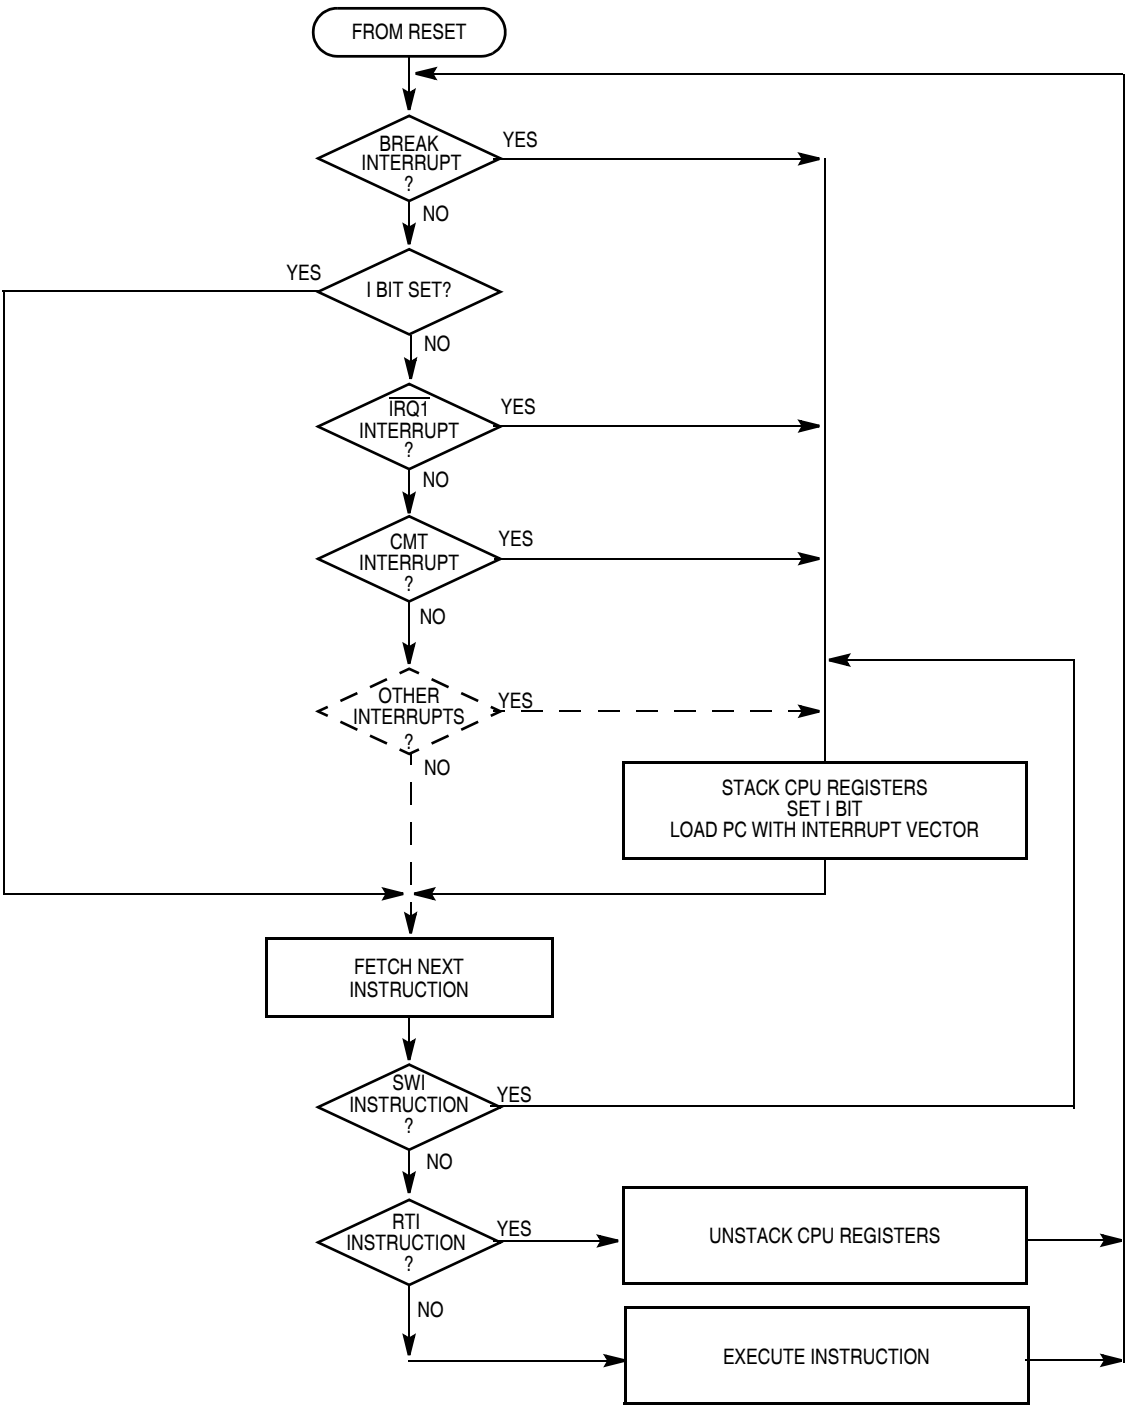 FROM RESET
BREAK
INTERRUPT
?
YES
NO
YES
I BIT SET?
NO
I̅R̅Q̅1̅
INTERRUPT
?
YES
NO
CMT
INTERRUPT
?
YES
NO
OTHER
INTERRUPTS
?
YES
NO
STACK CPU REGISTERS
SET I BIT
LOAD PC WITH INTERRUPT VECTOR
FETCH NEXT
INSTRUCTION
SWI
INSTRUCTION
?
YES
NO
RTI
INSTRUCTION
?
YES
UNSTACK CPU REGISTERS
NO
EXECUTE INSTRUCTION